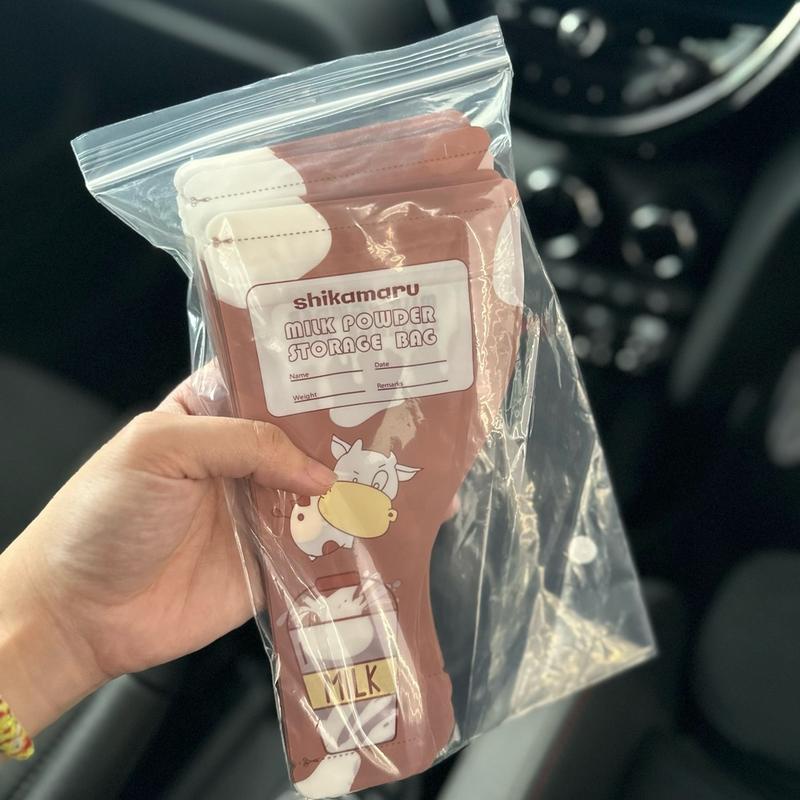 shikamaru
MILK POWDER
STORAGE BAG
Name
Date
Weight
Remarks
MILK